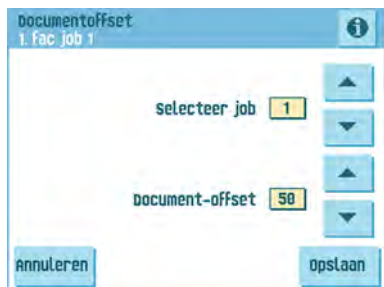 Documentoffset
1. Fac job 1
Selecteer job 1
Document-offset 50
Annuleren
Opslaan